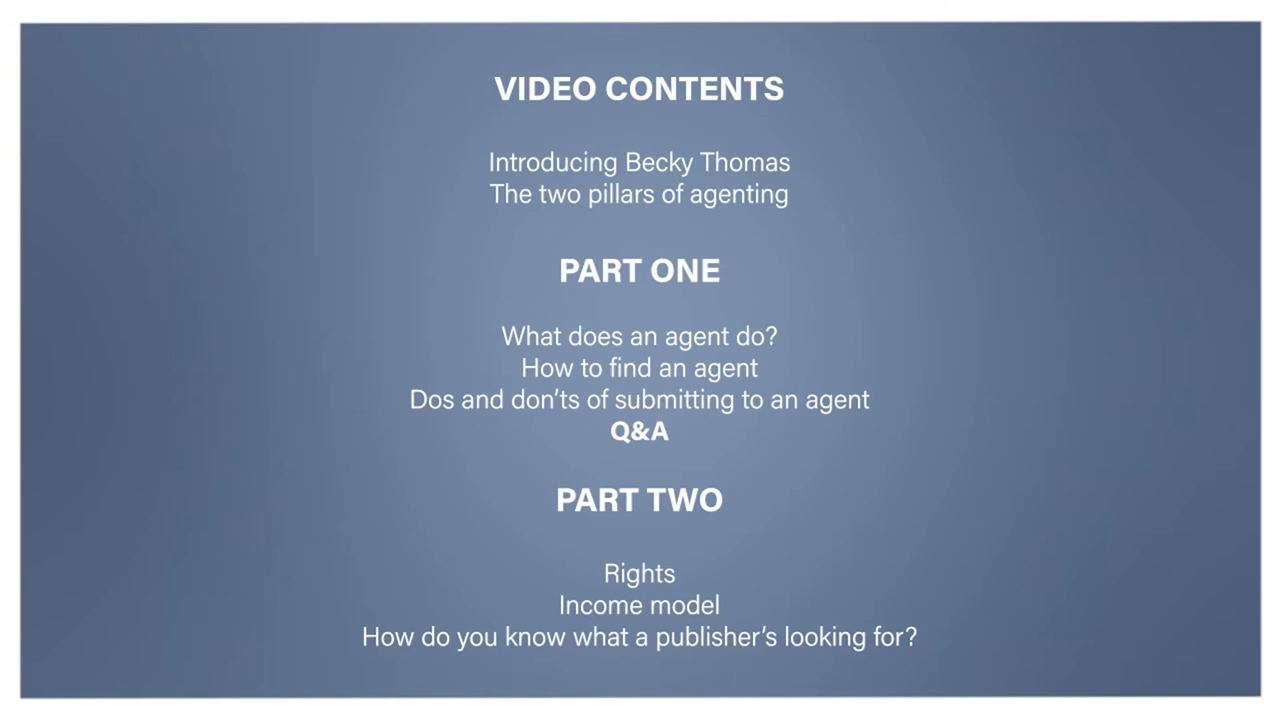 VIDEO CONTENTS
Introducing Becky Thomas
The two pillars of agenting
PART ONE
What does an agent do?
How to find an agent
Dos and don’ts of submitting to an agent
Q&A
PART TWO
Rights
Income model
How do you know what a publisher’s looking for?